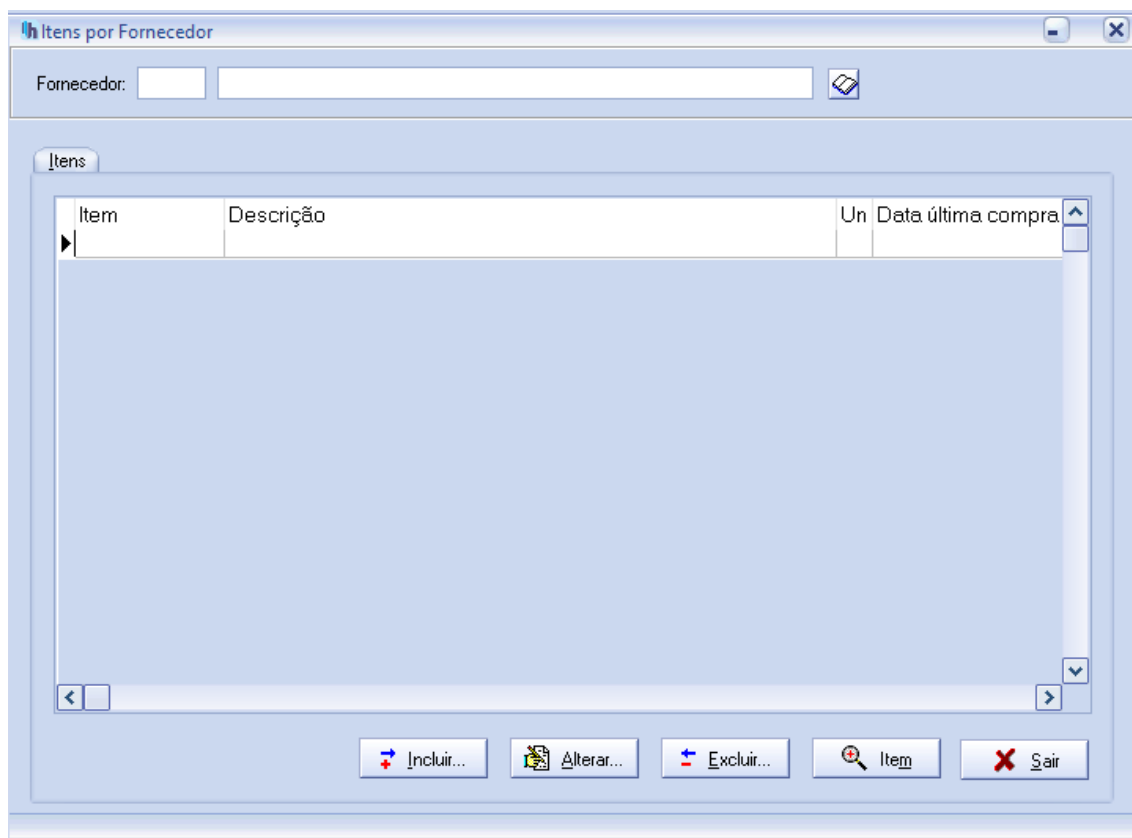 Itens por Fornecedor
Fornecedor:
Itens
Item Descrição Un Data última compra
Incluir... Alterar... Excluir... Item Sair